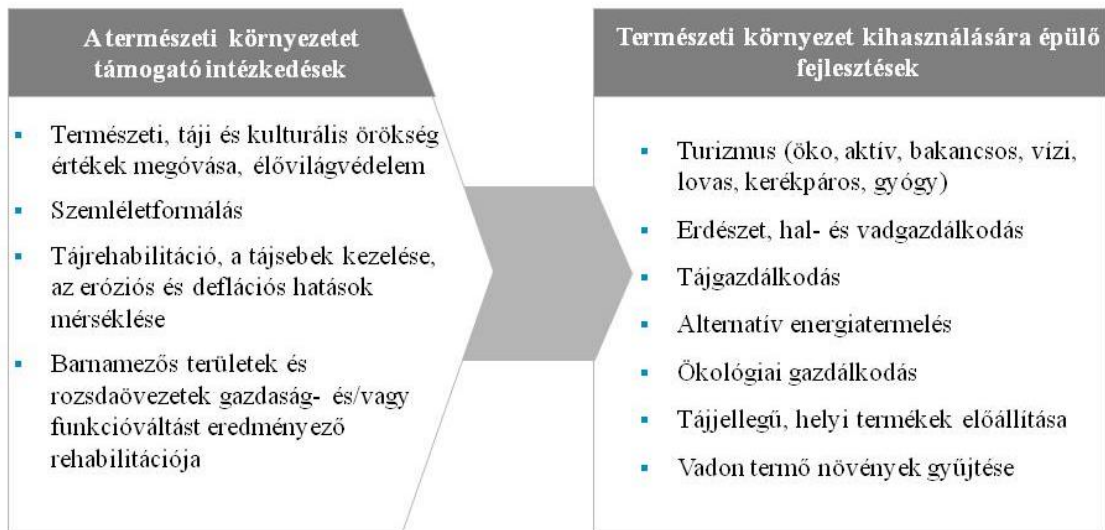 A természeti környezetet
támogató intézkedések
Természeti, táji és kulturális örökség
értékek megóvása, élővilágvédelem
Szemléletformálás
Tájrehabilitáció, a tájsebek kezelése,
az eróziós és deflációs hatások
mérséklése
Barnamezős területek és
rozsdaövezetek gazdaság- és/vagy
funkcióváltást eredményező
rehabilitációja
Természeti környezet kihasználására épülő
fejlesztések
Turizmus (öko, aktív, bakancsos, vízi,
lovas, kerékpáros, gyógy)
Erdészet, hal- és vadgazdálkodás
Tájgazdálkodás
Alternatív energiatermelés
Ökológiai gazdálkodás
Tájjellegű, helyi termékek előállítása
Vadon termő növények gyűjtése